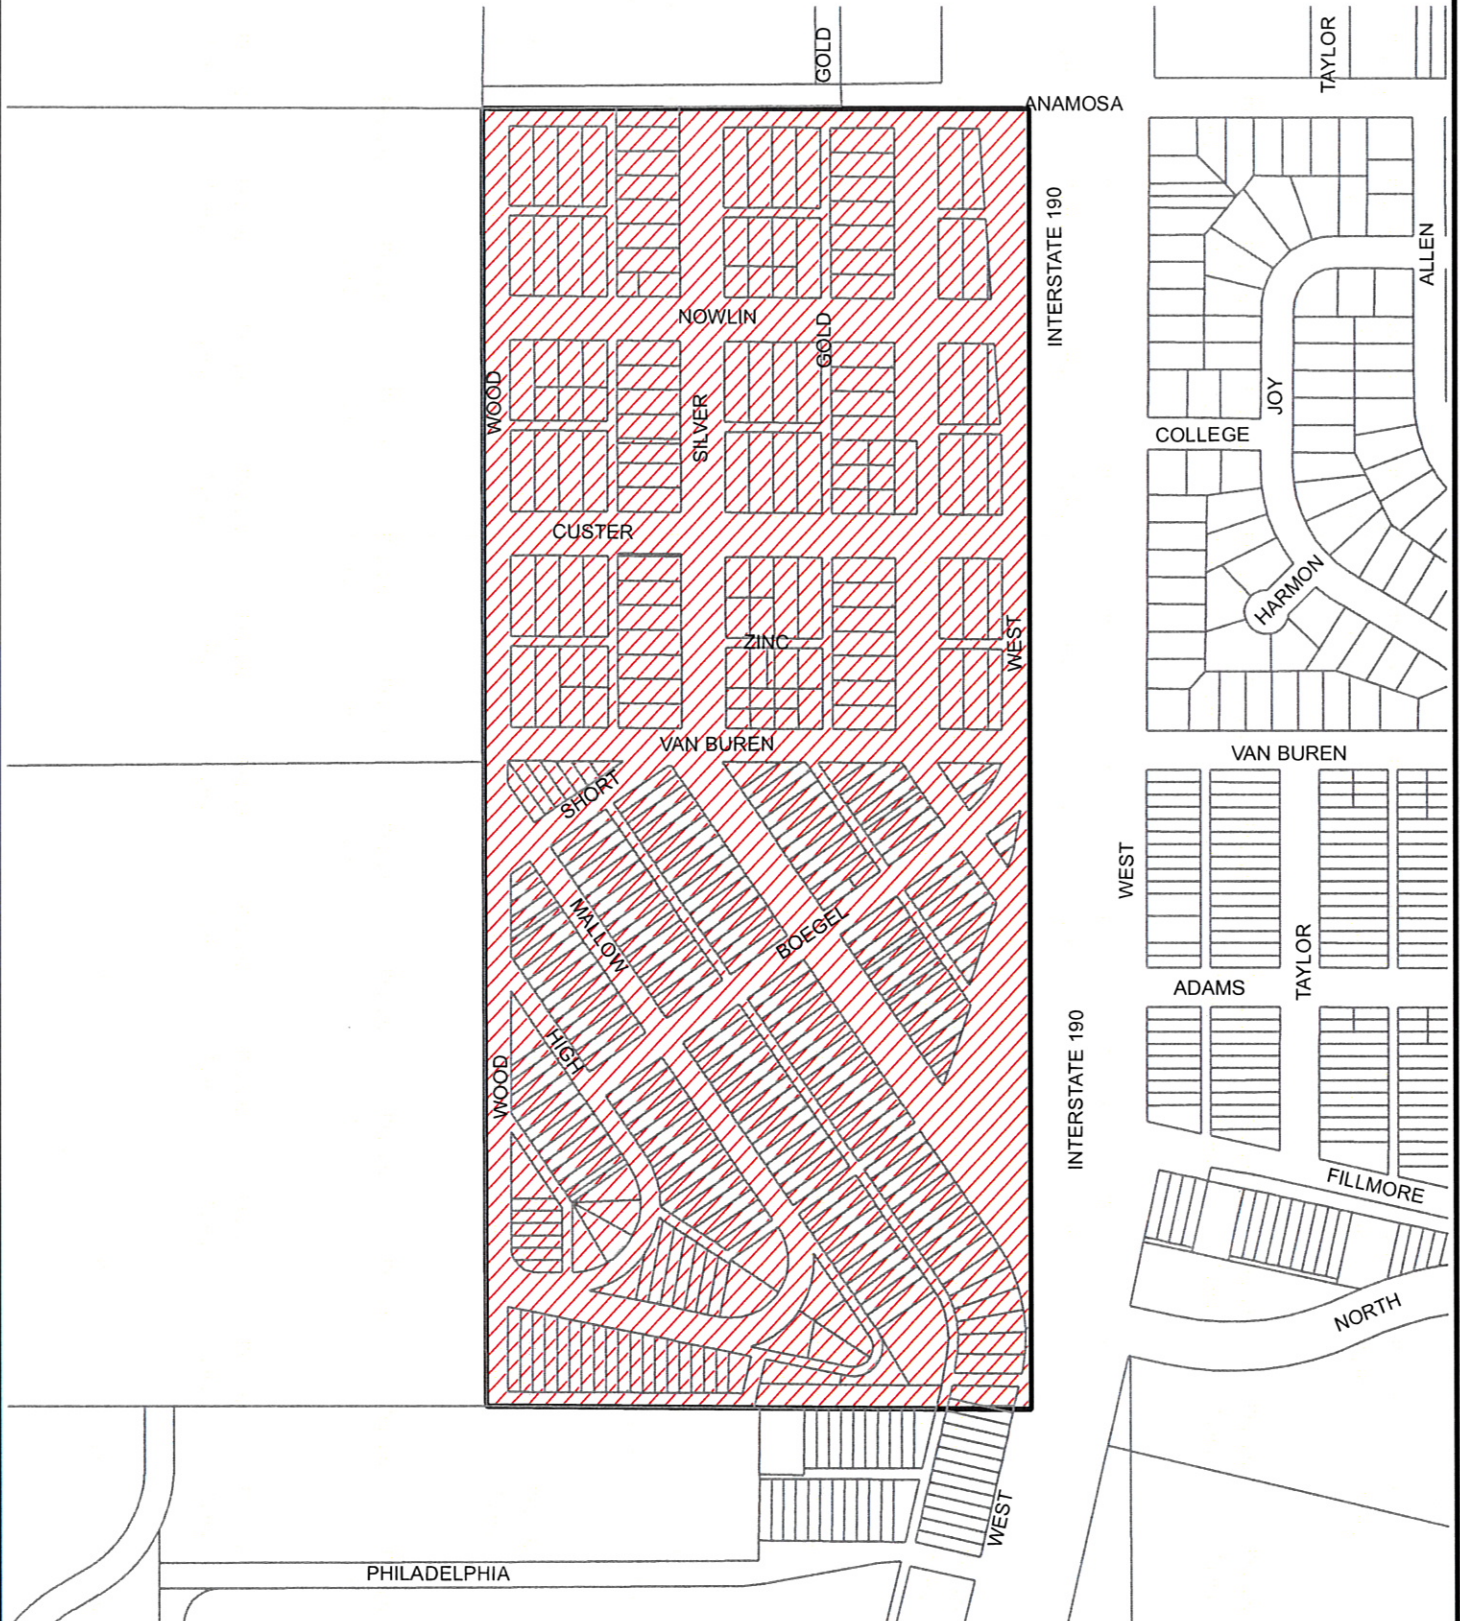 GOLD
TAYLOR
ANAMOSA
INTERSTATE 190
ALLEN
NOWLIN
GOLD
WOOD
SILVER
JOY
COLLEGE
CUSTER
HARMON
ZINC
WEST
VAN BUREN
VAN BUREN
SHORT
WEST
MALLOW
BOEGEL
TAYLOR
ADAMS
HIGH
WOOD
INTERSTATE 190
FILLMORE
NORTH
WEST
PHILADELPHIA